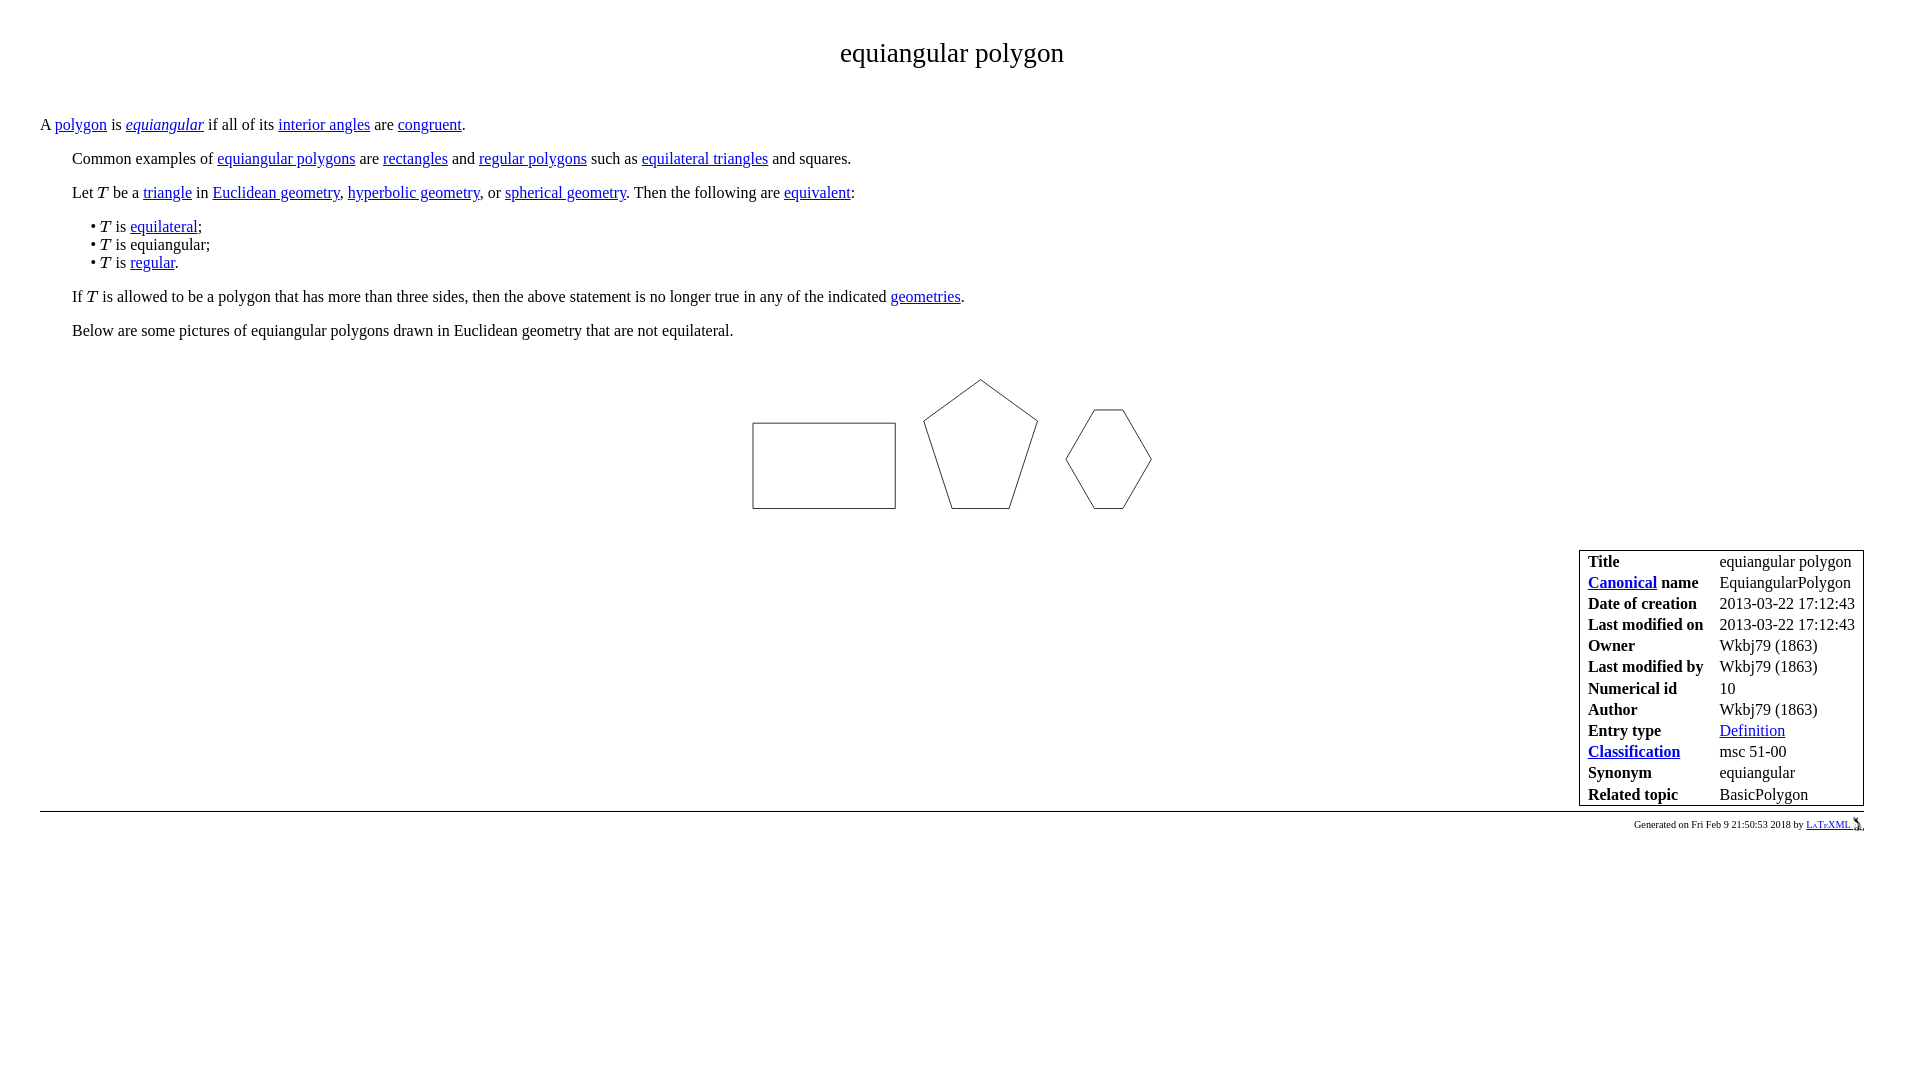 equiangular polygon
A polygon is equiangular if all of its interior angles are congruent.
Common examples of equiangular polygons are rectangles and regular polygons such as equilateral triangles and squares.
Let T be a triangle in Euclidean geometry, hyperbolic geometry, or spherical geometry. Then the following are equivalent:
• T is equilateral;
• T is equiangular;
• T is regular.
If T is allowed to be a polygon that has more than three sides, then the above statement is no longer true in any of the indicated geometries.
Below are some pictures of equiangular polygons drawn in Euclidean geometry that are not equilateral.
Title equiangular polygon
Canonical name EquiangularPolygon
Date of creation 2013-03-22 17:12:43
Last modified on 2013-03-22 17:12:43
Owner Wkbj79 (1863)
Last modified by Wkbj79 (1863)
Numerical id 10
Author Wkbj79 (1863)
Entry type Definition
Classification msc 51-00
Synonym equiangular
Related topic BasicPolygon
Generated on Fri Feb 9 21:50:53 2018 by LaTeXML